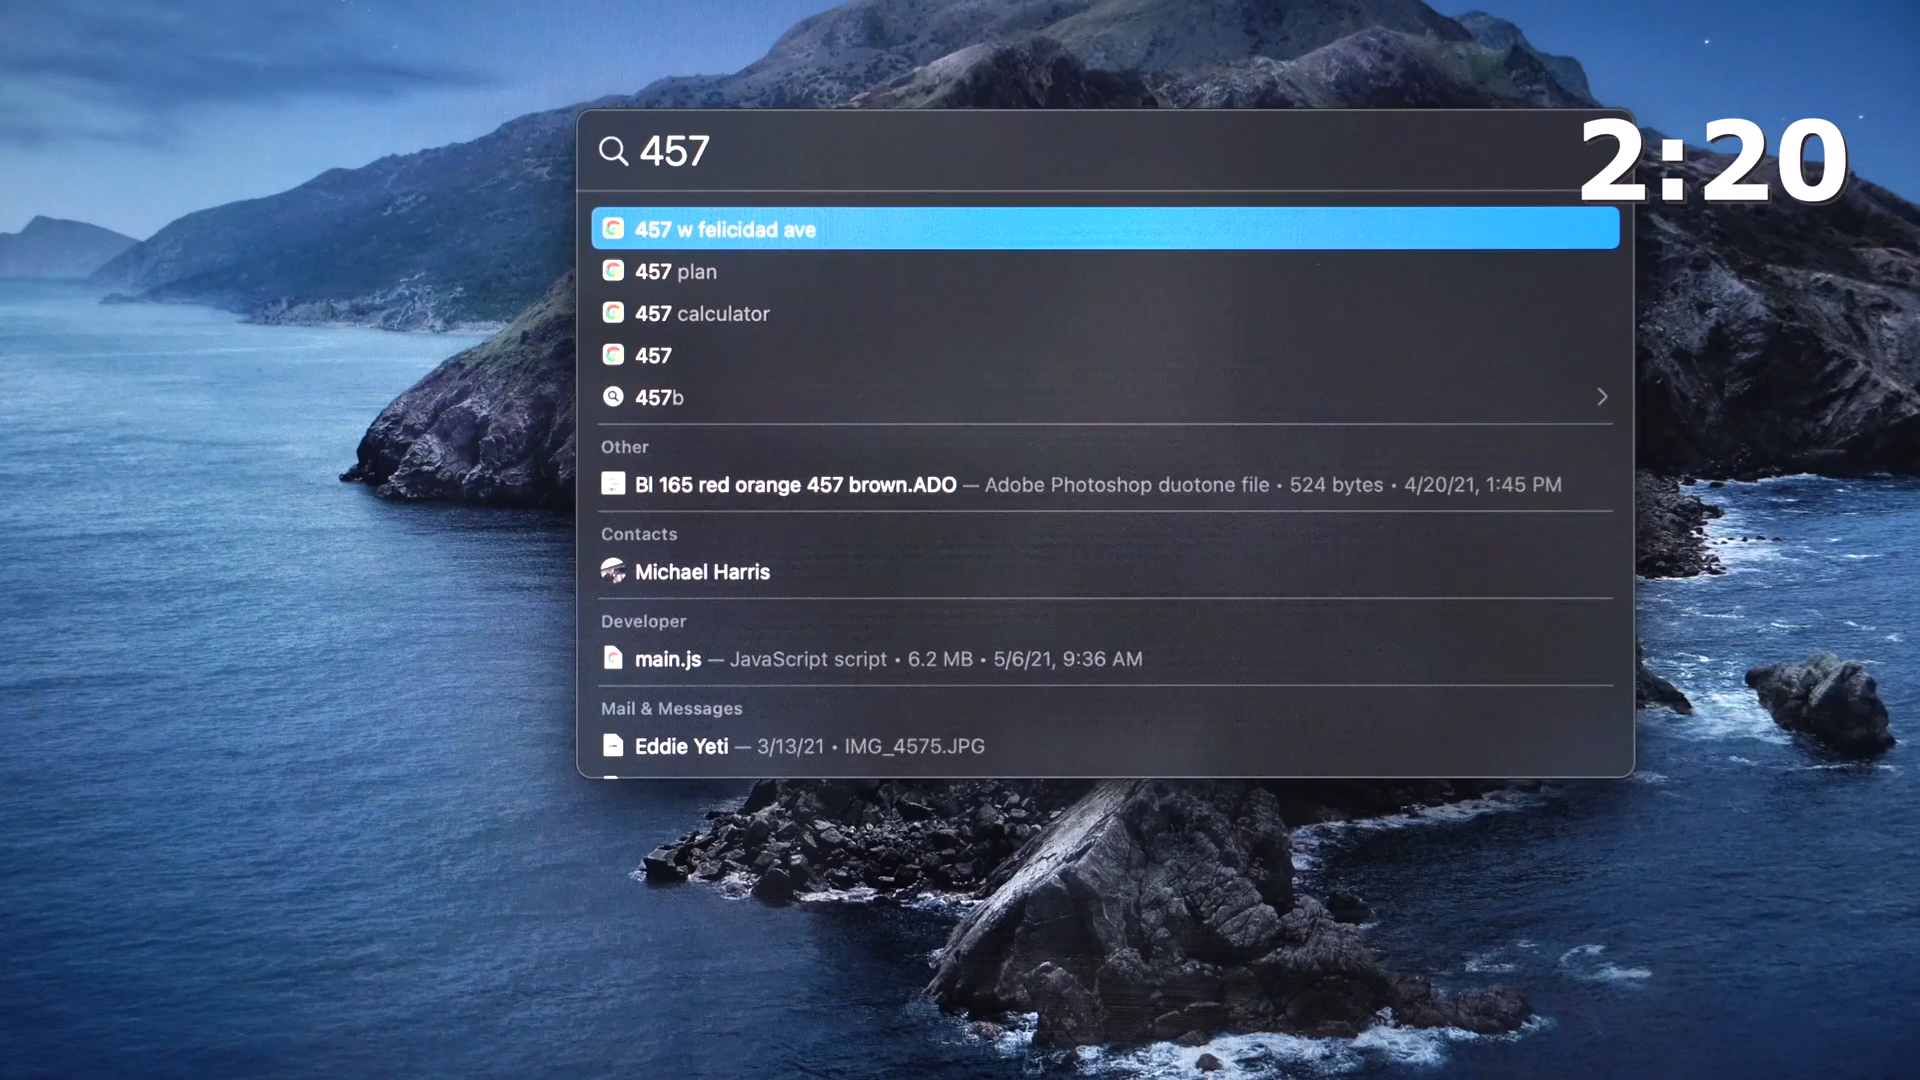 457
2:20
457 w felicidad ave
457 plan
457 calculator
457
457b
Other
Bl 165 red orange 457 brown.ADO — Adobe Photoshop duotone file • 524 bytes • 4/20/21, 1:45 PM
Contacts
Michael Harris
Developer
main.js — JavaScript script • 6.2 MB • 5/6/21, 9:36 AM
Mail & Messages
Eddie Yeti — 3/13/21 • IMG_4575.JPG